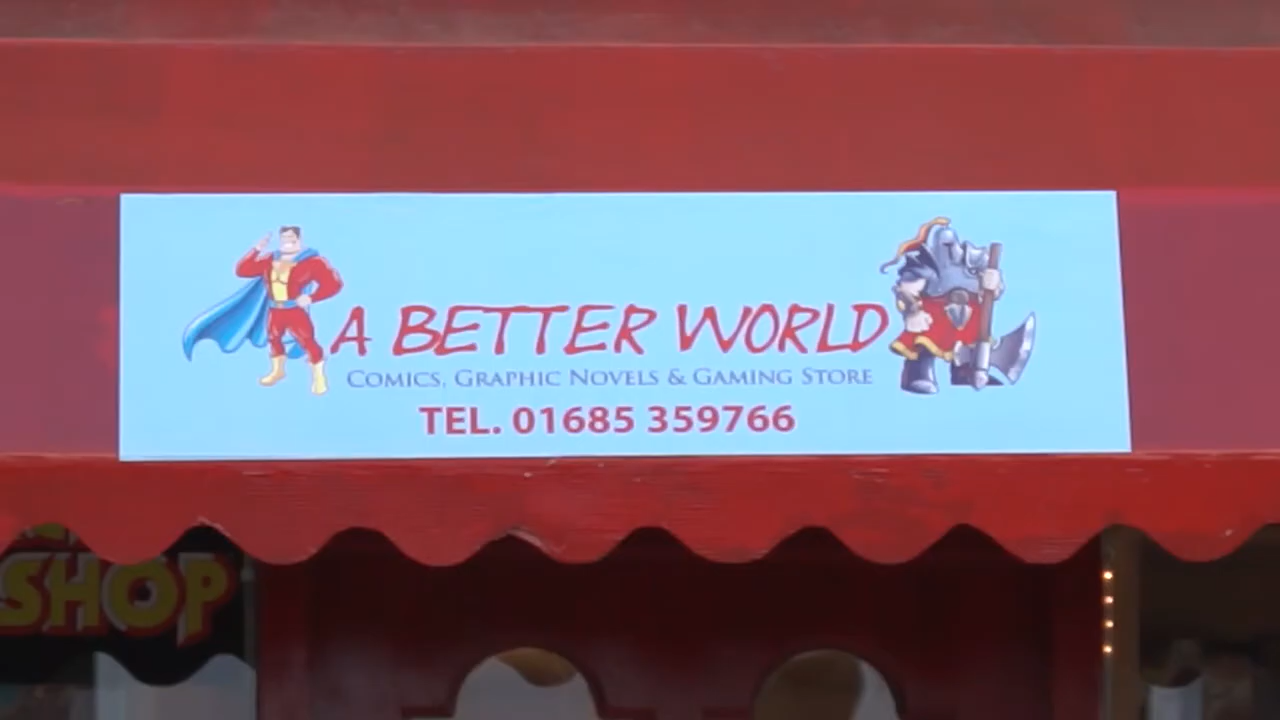 A BETTER WORLD
COMICS, GRAPHIC NOVELS & GAMING STORE
TEL. 01685 359766
SHOP